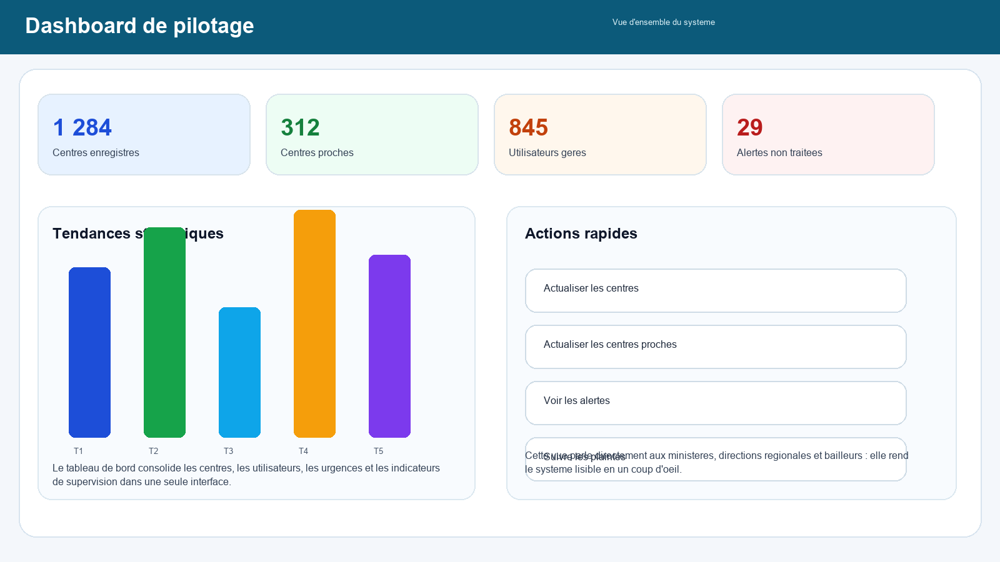 Dashboard de pilotage
Vue d'ensemble du systeme
1 284
Centres enregistres
312
Centres proches
845
Utilisateurs geres
29
Alertes non traitees
Tendances
T1
T2
T3
T4
T5
Le tableau de bord consolide les centres, les utilisateurs, les urgences et les indicateurs
de supervision dans une seule interface.
Actions rapides
Actualiser les centres
Actualiser les centres proches
Voir les alertes
Suivre les plaintes
Cette vue parle directement aux ministeres, directions regionales et bailleurs : elle rend
le systeme lisible en un coup d'oeil.